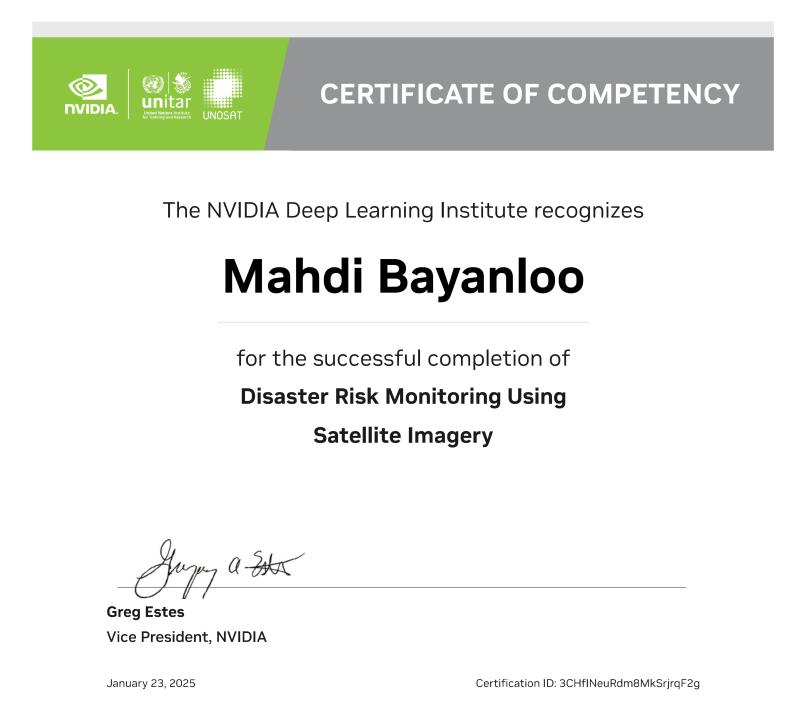 NVIDIA.
unitar
United Nations Institute
for Training and Research
UNOSAT
CERTIFICATE OF COMPETENCY
The NVIDIA Deep Learning Institute recognizes
Mahdi Bayanloo
for the successful completion of
Disaster Risk Monitoring Using
Satellite Imagery
Gregory A Estes
Greg Estes
Vice President, NVIDIA
January 23, 2025
Certification ID: 3CHfINeuRdm8MkSrjrqF2g